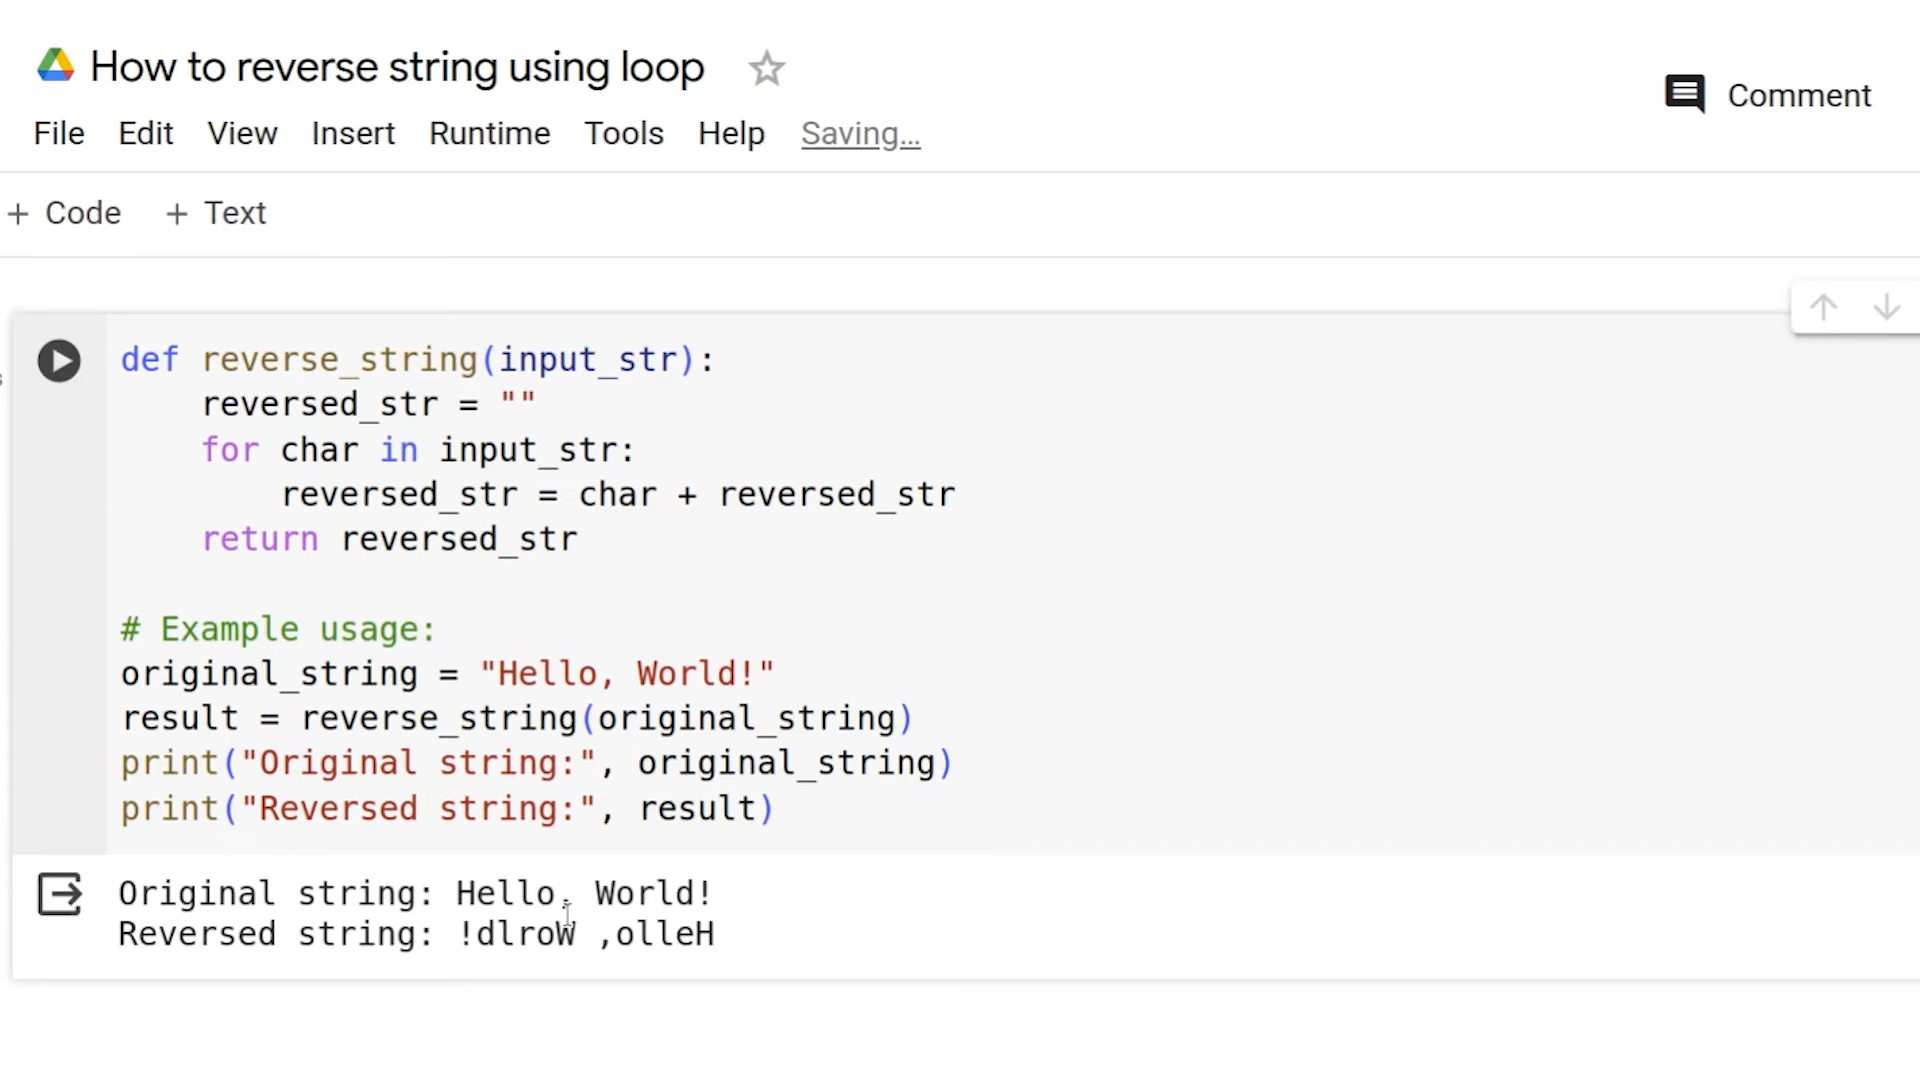 How to reverse string using loop
Comment
File Edit View Insert Runtime Tools Help Saving...
+ Code + Text
def reverse_string(input_str):
    reversed_str = ""
    for char in input_str:
        reversed_str = char + reversed_str
    return reversed_str

# Example usage:
original_string = "Hello, World!"
result = reverse_string(original_string)
print("Original string:", original_string)
print("Reversed string:", result)
Original string: Hello, World!
Reversed string: !dlroW ,olleH